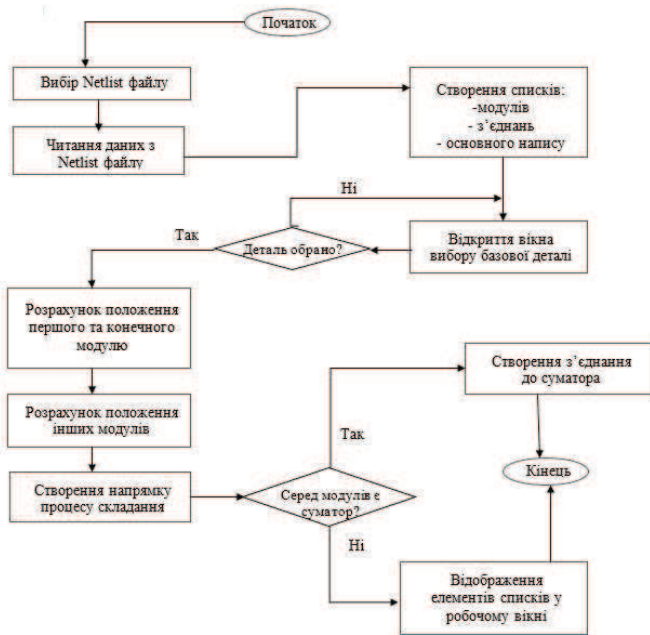 Початок
Вибір Netlist файлу
Читання даних з
Netlist файлу
Створення списків:
-модулів
- з’єднань
- основного напису
Ні
Відкриття вікна
вибору базової деталі
Деталь обрано?
Так
Розрахунок положення
першого та конечного
модулю
Розрахунок положення
інших модулів
Створення напрямку
процесу складання
Серед модулів є
суматор?
Так
Створення з’єднання
до суматора
Кінець
Ні
Відображення
елементів списків у
робочому вікні